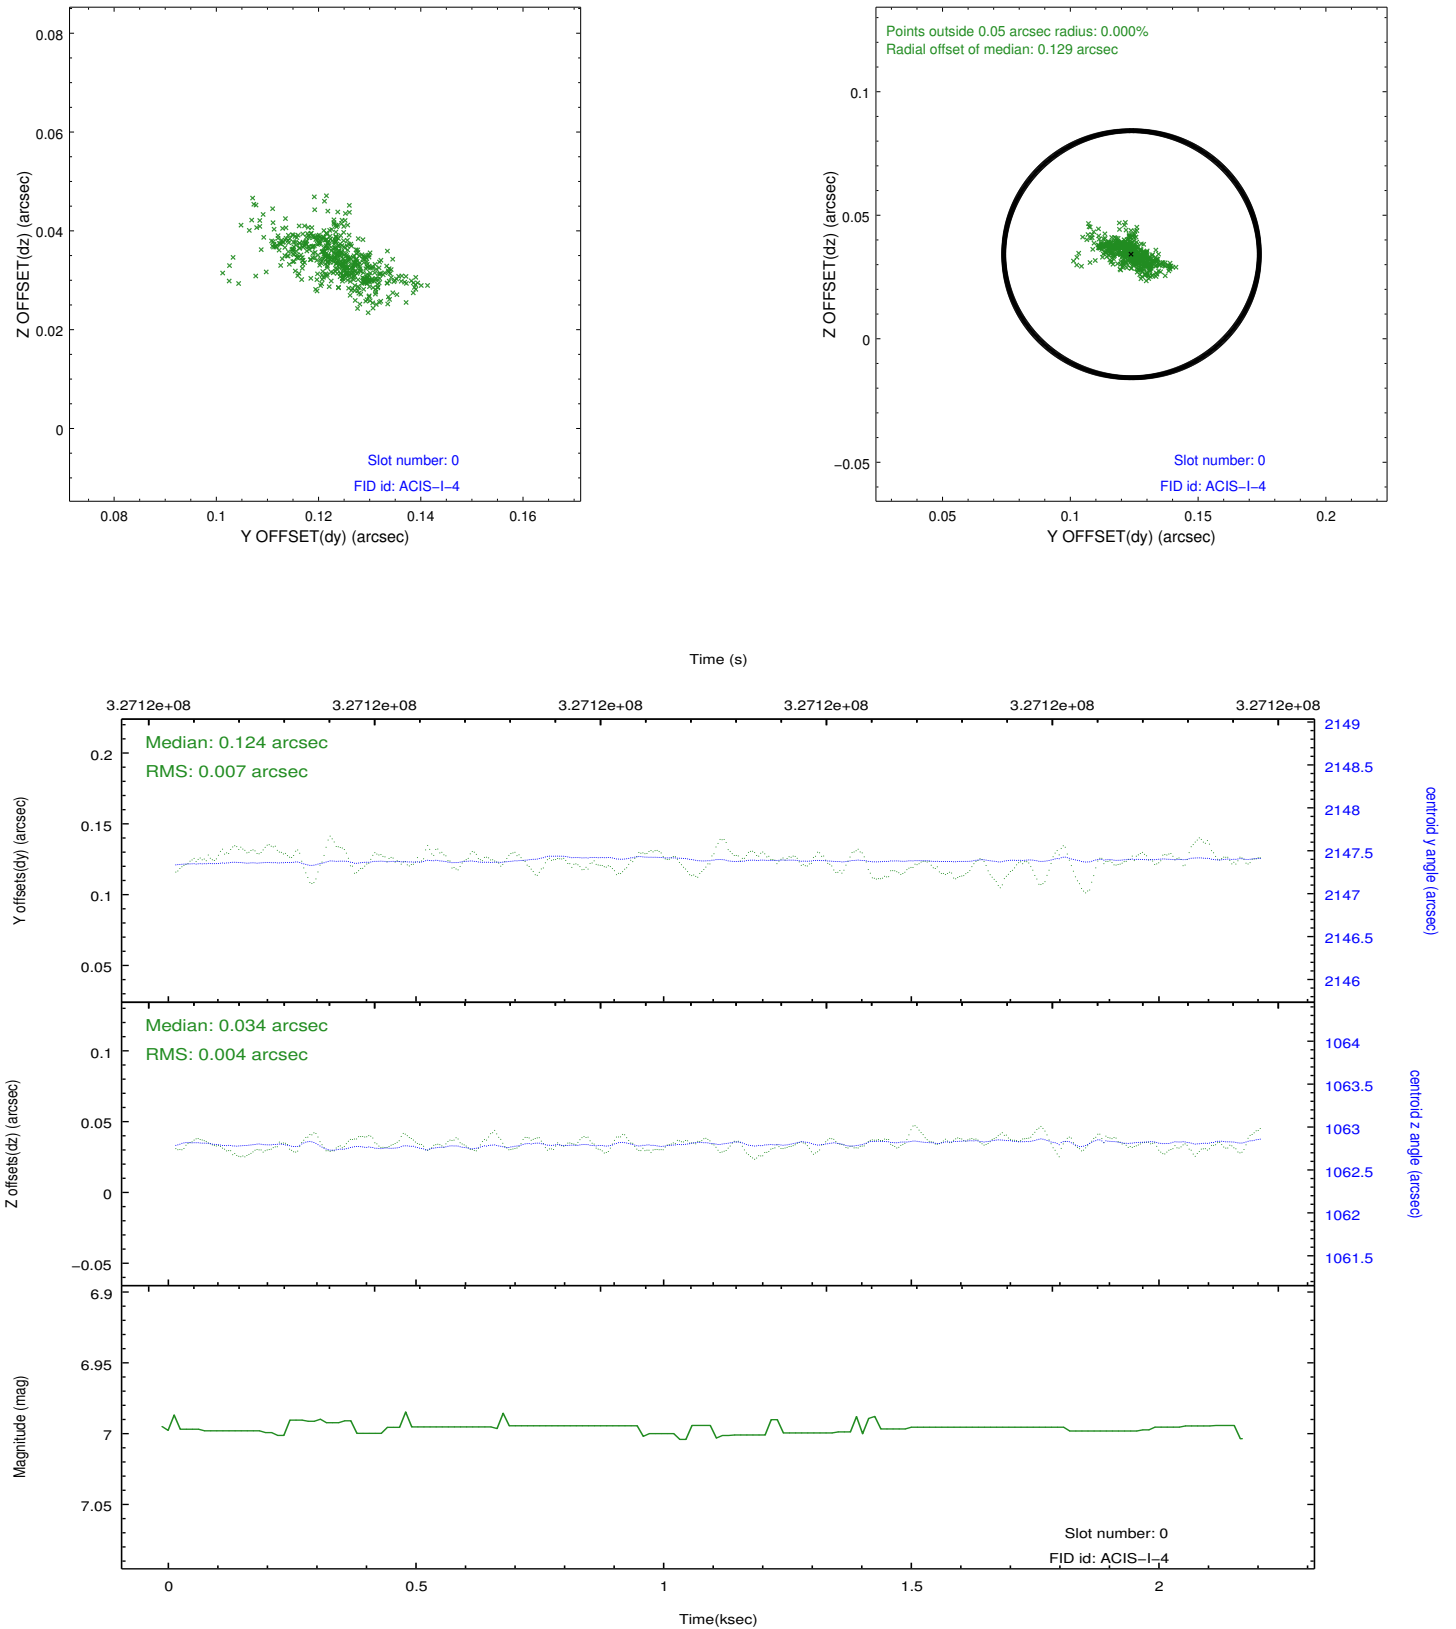 0.08
0.06
0.04
0.02
0
Z OFFSET(dz) (arcsec)
Slot number: 0
FID id: ACIS−I−4
0.08 0.1 0.12 0.14 0.16
Y OFFSET(dy) (arcsec)
Points outside 0.05 arcsec radius: 0.000%
Radial offset of median: 0.129 arcsec
0.1
0.05
0
−0.05
Z OFFSET(dz) (arcsec)
Slot number: 0
FID id: ACIS−I−4
0.05 0.1 0.15 0.2
Y OFFSET(dy) (arcsec)
Time (s)
3.2712e+08 3.2712e+08 3.2712e+08 3.2712e+08 3.2712e+08 3.2712e+08
Median: 0.124 arcsec
RMS: 0.007 arcsec
0.2
0.15
0.1
0.05
Y offsets(dy) (arcsec)
2149
2148.5
2148
2147.5
2147
2146.5
2146
centroid y angle (arcsec)
Median: 0.034 arcsec
RMS: 0.004 arcsec
0.1
0.05
0
−0.05
Z offsets(dz) (arcsec)
1064
1063.5
1063
1062.5
1062
1061.5
centroid z angle (arcsec)
6.9
6.95
7
7.05
Magnitude (mag)
Slot number: 0
FID id: ACIS−I−4
0 0.5 1 1.5 2
Time(ksec)